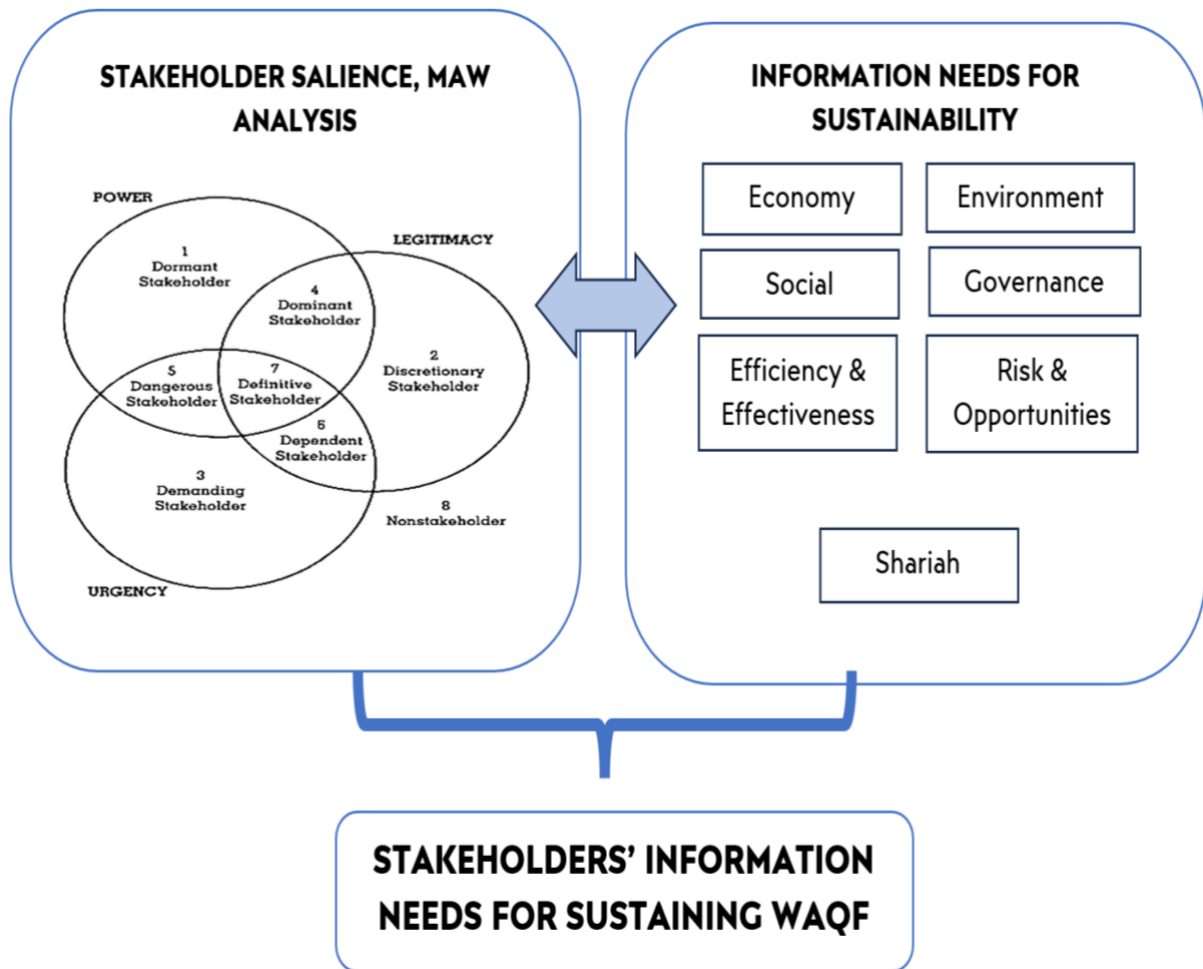 STAKEHOLDER SALIENCE, MAW
ANALYSIS
POWER
1
Dormant
Stakeholder
LEGITIMACY
4
Dominant
Stakeholder
2
Discretionary
Stakeholder
5
Dangerous
Stakeholder
7
Definitive
Stakeholder
6
Dependent
Stakeholder
3
Demanding
Stakeholder
8
Nonstakeholder
URGENCY
INFORMATION NEEDS FOR
SUSTAINABILITY
Economy
Environment
Social
Governance
Efficiency &
Effectiveness
Risk &
Opportunities
Shariah
STAKEHOLDERS’ INFORMATION
NEEDS FOR SUSTAINING WAQF